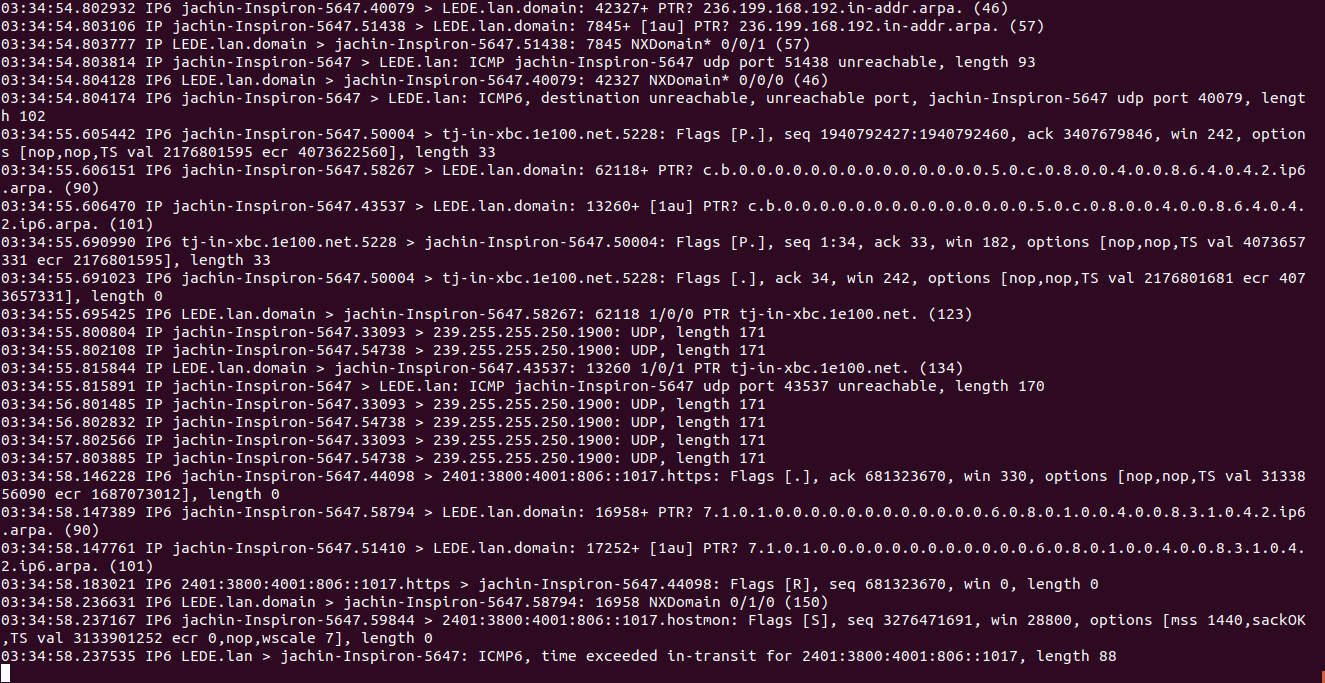 03:34:54.802932 IP6 jachin-Inspiron-5647.40079 > LEDE.lan.domain: 42327+ PTR? 236.199.168.192.in-addr.arpa. (46)
03:34:54.803106 IP jachin-Inspiron-5647.51438 > LEDE.lan.domain: 7845+ [1au] PTR? 236.199.168.192.in-addr.arpa. (57)
03:34:54.803777 IP LEDE.lan.domain > jachin-Inspiron-5647.51438: 7845 NXDomain* 0/0/1 (57)
03:34:54.803814 IP jachin-Inspiron-5647 > LEDE.lan: ICMP jachin-Inspiron-5647 udp port 51438 unreachable, length 93
03:34:54.804128 IP6 LEDE.lan.domain > jachin-Inspiron-5647.40079: 42327 NXDomain* 0/0/0 (46)
03:34:54.804174 IP6 jachin-Inspiron-5647 > LEDE.lan: ICMP6, destination unreachable, unreachable port, jachin-Inspiron-5647 udp port 40079, lengt
h 102
03:34:55.605442 IP6 jachin-Inspiron-5647.50004 > tj-in-xbc.1e100.net.5228: Flags [P.], seq 1940792427:1940792460, ack 3407679846, win 242, option
s [nop,nop,TS val 2176801595 ecr 4073622560], length 33
03:34:55.606151 IP6 jachin-Inspiron-5647.58267 > LEDE.lan.domain: 62118+ PTR? c.b.0.0.0.0.0.0.0.0.0.0.0.0.0.0.5.0.c.0.8.0.0.4.0.0.8.6.4.0.4.2.ip6
.arpa. (90)
03:34:55.606470 IP jachin-Inspiron-5647.43537 > LEDE.lan.domain: 13260+ [1au] PTR? c.b.0.0.0.0.0.0.0.0.0.0.0.0.0.0.5.0.c.0.8.0.0.4.0.0.8.6.4.0.4.
2.ip6.arpa. (101)
03:34:55.690990 IP6 tj-in-xbc.1e100.net.5228 > jachin-Inspiron-5647.50004: Flags [P.], seq 1:34, ack 33, win 182, options [nop,nop,TS val 4073657
331 ecr 2176801595], length 33
03:34:55.691023 IP6 jachin-Inspiron-5647.50004 > tj-in-xbc.1e100.net.5228: Flags [.], ack 34, win 242, options [nop,nop,TS val 2176801681 ecr 407
3657331], length 0
03:34:55.695425 IP6 LEDE.lan.domain > jachin-Inspiron-5647.58267: 62118 1/0/0 PTR tj-in-xbc.1e100.net. (123)
03:34:55.800804 IP jachin-Inspiron-5647.33093 > 239.255.255.250.1900: UDP, length 171
03:34:55.802108 IP jachin-Inspiron-5647.54738 > 239.255.255.250.1900: UDP, length 171
03:34:55.815844 IP LEDE.lan.domain > jachin-Inspiron-5647.43537: 13260 1/0/1 PTR tj-in-xbc.1e100.net. (134)
03:34:55.815891 IP jachin-Inspiron-5647 > LEDE.lan: ICMP jachin-Inspiron-5647 udp port 43537 unreachable, length 170
03:34:56.801485 IP jachin-Inspiron-5647.33093 > 239.255.255.250.1900: UDP, length 171
03:34:56.802832 IP jachin-Inspiron-5647.54738 > 239.255.255.250.1900: UDP, length 171
03:34:57.802566 IP jachin-Inspiron-5647.33093 > 239.255.255.250.1900: UDP, length 171
03:34:57.803885 IP jachin-Inspiron-5647.54738 > 239.255.255.250.1900: UDP, length 171
03:34:58.146228 IP6 jachin-Inspiron-5647.44098 > 2401:3800:4001:806::1017.https: Flags [.], ack 681323670, win 330, options [nop,nop,TS val 31338
56090 ecr 1687073012], length 0
03:34:58.147389 IP6 jachin-Inspiron-5647.58794 > LEDE.lan.domain: 16958+ PTR? 7.1.0.1.0.0.0.0.0.0.0.0.0.0.0.0.6.0.8.0.1.0.0.4.0.0.8.3.1.0.4.2.ip6
.arpa. (90)
03:34:58.147761 IP jachin-Inspiron-5647.51410 > LEDE.lan.domain: 17252+ [1au] PTR? 7.1.0.1.0.0.0.0.0.0.0.0.0.0.0.0.6.0.8.0.1.0.0.4.0.0.8.3.1.0.4.
2.ip6.arpa. (101)
03:34:58.183021 IP6 2401:3800:4001:806::1017.https > jachin-Inspiron-5647.44098: Flags [R], seq 681323670, win 0, length 0
03:34:58.236631 IP6 LEDE.lan.domain > jachin-Inspiron-5647.58794: 16958 NXDomain 0/1/0 (150)
03:34:58.237167 IP6 jachin-Inspiron-5647.59844 > 2401:3800:4001:806::1017.hostmon: Flags [S], seq 3276471691, win 28800, options [mss 1440,sackOK
,TS val 3133901252 ecr 0,nop,wscale 7], length 0
03:34:58.237535 IP6 LEDE.lan > jachin-Inspiron-5647: ICMP6, time exceeded in-transit for 2401:3800:4001:806::1017, length 88